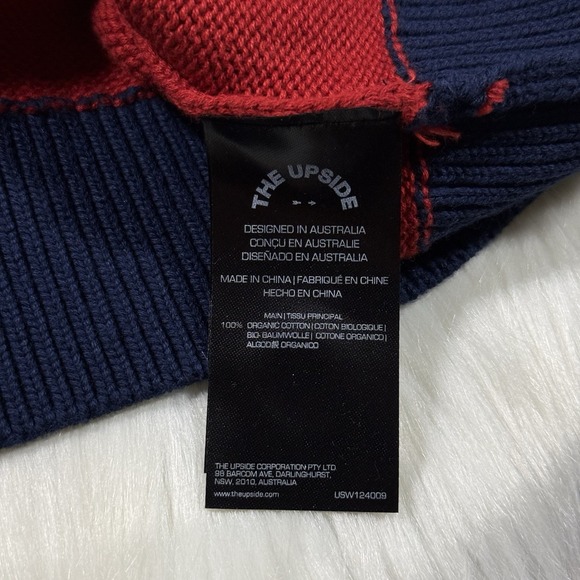 THE UPSIDE
DESIGNED IN AUSTRALIA
CONÇU EN AUSTRALIE
DISEÑADO EN AUSTRALIA
MADE IN CHINA | FABRIQUÉ EN CHINE
HECHO EN CHINA
MAIN | TISSU PRINCIPAL
100% ORGANIC COTTON | COTON BIOLOGIQUE |
BIO-BAUMWOLLE | COTONE ORGANICO |
ALGOD ORGANICO
THE UPSIDE CORPORATION PTY LTD
98 BARCOM AVE, DARLINGHURST,
NSW, 2010, AUSTRALIA
www.theupside.com
USW124009